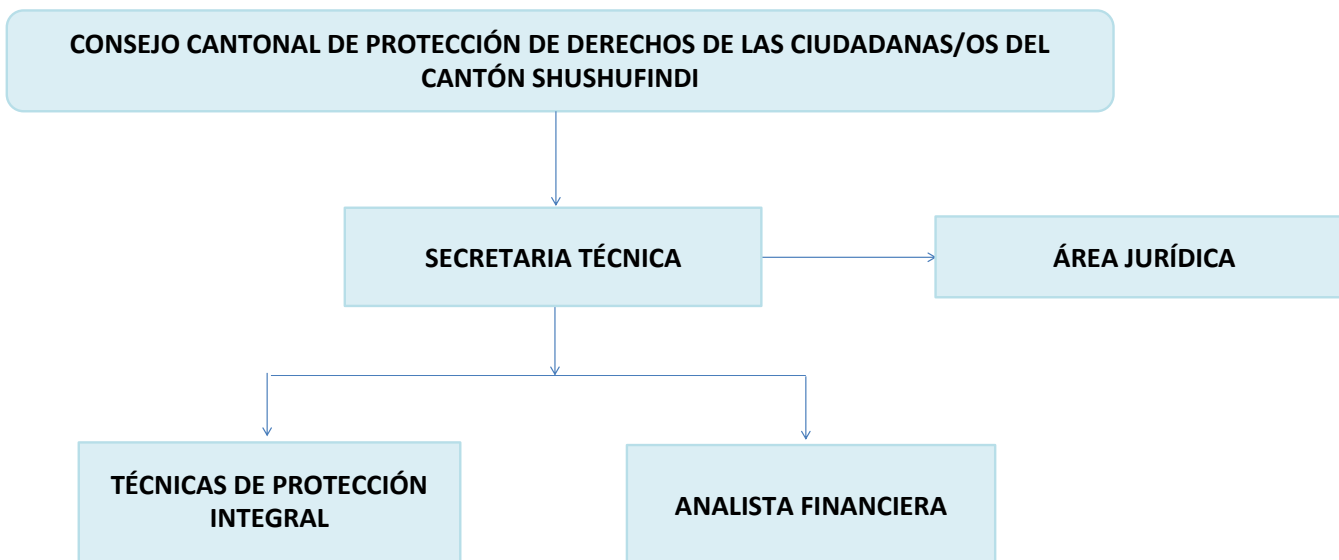 CONSEJO CANTONAL DE PROTECCIÓN DE DERECHOS DE LAS CIUDADANAS/OS DEL
CANTÓN SHUSHUFINDI
SECRETARIA TÉCNICA
ÁREA JURÍDICA
TÉCNICAS DE PROTECCIÓN
INTEGRAL
ANALISTA FINANCIERA